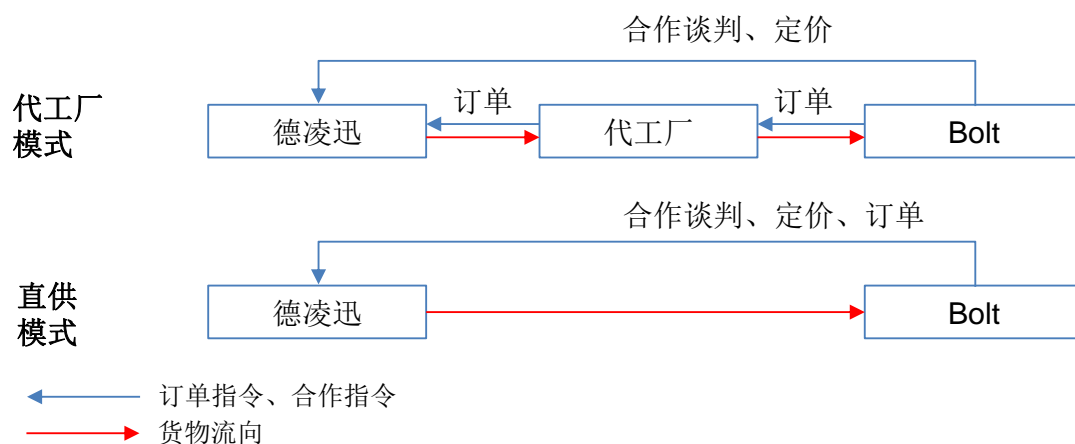 合作谈判、定价
代工厂
模式
订单
订单
德凌迅
代工厂
Bolt
合作谈判、定价、订单
直供
模式
德凌迅
Bolt
订单指令、合作指令
货物流向